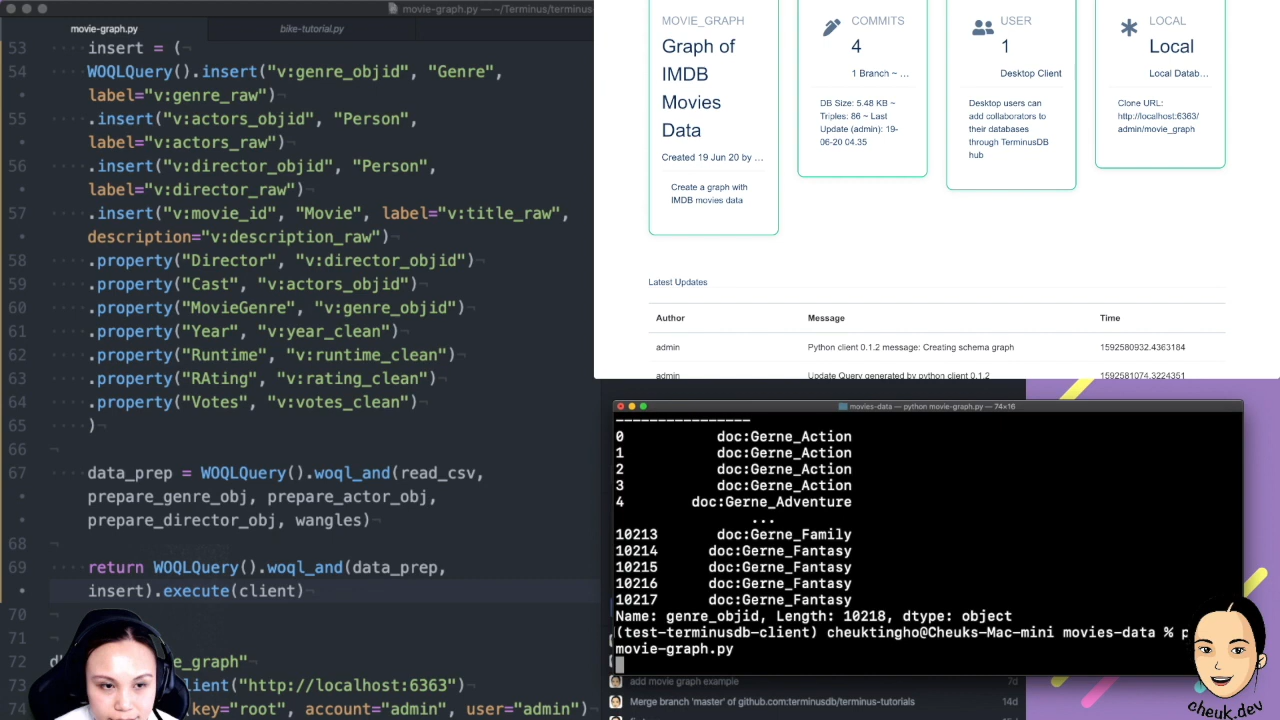 movie-graph.py — ~/Terminus/terminus
movie-graph.py
bike-tutorial.py
53 insert = (
54 WOQLQuery().insert("v:genre_objid", "Genre",
label="v:genre_clean")
55 .insert("v:actors_objid", "Person",
label="v:actors_raw")
56 .insert("v:director_objid", "Person",
label="v:director_raw")
57 .insert("v:movie_objid", "Movie", label="v:title_raw",
description="v:description_raw")
58 .property("Director", "v:director_objid")
59 .property("Cast", "v:actors_objid")
60 .property("Genre", "v:genre_objid")
61 .property("Year", "v:year_clean")
62 .property("Runtime", "v:runtime_clean")
63 .property("Rating", "v:rating_clean")
64 .property("Votes", "v:votes_clean")
65 )
66
67 data_prep = WOQLQuery().woql_and(read_csv,
prepare_genre_obj, prepare_actor_obj,
prepare_director_obj, wangles)
68
69 return WOQLQuery().woql_and(data_prep,
insert).execute(client)
70
graph"
"http://localhost:6363")
"root", account="admin", user="admin",
MOVIE_GRAPH
Graph of
IMDB
Movies
Data
Created 19 Jun 20 by ...
Create a graph with
IMDB movies data
COMMITS
4
1 Branch ~ ...
DB Size: 5.48 KB ~
Triples: 86 ~ Last
Update (admin): 19-
06-20 04.35
USER
1
Desktop Client
Desktop users can
add collaborators to
their databases
through TerminusDB
hub
LOCAL
Local
Local Datab...
Clone URL:
http://localhost:6363/
admin/movie_graph
Latest Updates
Author Message Time
admin Python client 0.1.2 message: Creating schema graph 1592580932.4363184
admin Update Query generated by python client 0.1.2 1592581074.3224351
movies-data — python movie-graph.py — 74×16
----------------
0 doc:Gerne_Action
1 doc:Gerne_Action
2 doc:Gerne_Action
3 doc:Gerne_Action
4 doc:Gerne_Adventure
...
10213 doc:Gerne_Family
10214 doc:Gerne_Fantasy
10215 doc:Gerne_Fantasy
10216 doc:Gerne_Fantasy
10217 doc:Gerne_Fantasy
Name: genre_objid, Length: 10218, dtype: object
(test-terminusdb-client) cheuktingho@Cheuks-Mac-mini movies-data % p
movie-graph.py
add movie graph example 7d
Merge branch 'master' of github.com:terminusdb/terminus-tutorials 14d
cheuk.dev